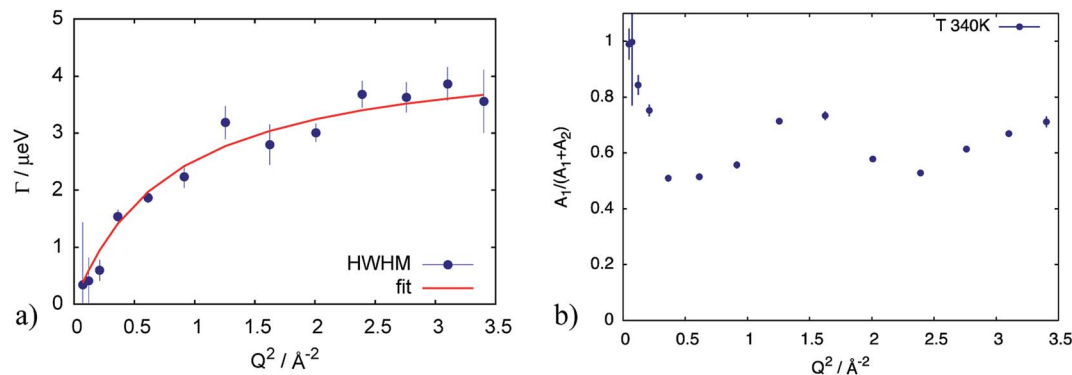 5
4
3
2
1
0
Γ / μeV
HWHM
fit
0 0.5 1 1.5 2 2.5 3 3.5
Q² / Å⁻²
a)
T 340K
1
0.8
0.6
0.4
0.2
0
A₁/(A₁+A₂)
0 0.5 1 1.5 2 2.5 3 3.5
Q² / Å⁻²
b)